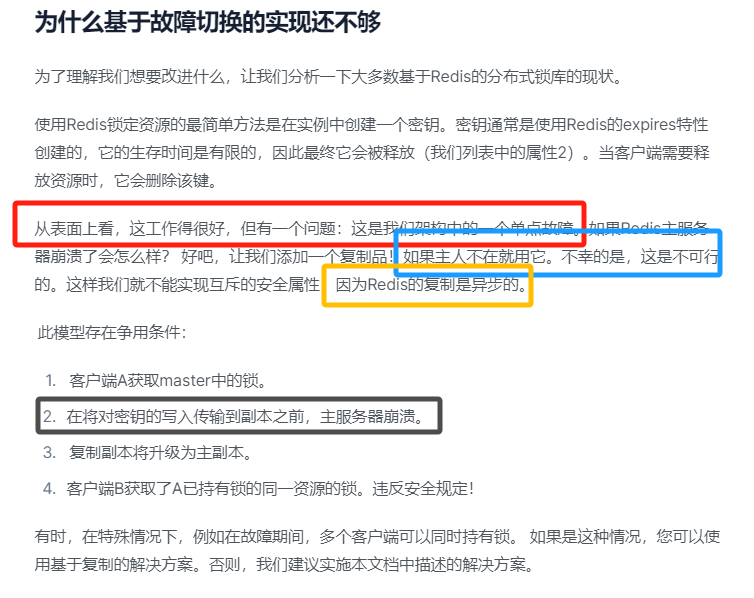 为什么基于故障切换的实现还不够
为了理解我们想要改进什么，让我们分析一下大多数基于Redis的分布式锁库的现状。
使用Redis锁定资源的最简单方法是在实例中创建一个密钥。密钥通常是使用Redis的expires特性
创建的，它的生存时间是有限的，因此最终它会被释放（我们列表中的属性2）。当客户端需要释
放资源时，它会删除该键。
从表面上看，这工作得很好，但有一个问题：这是我们架构中的一个单点故障。如果Redis主服务
器崩溃了会怎么样？ 好吧，让我们添加一个复制品！如果主人不在就用它。不幸的是，这是不可行
的。这样我们就不能实现互斥的安全属性，因为Redis的复制是异步的。
此模型存在争用条件：
1. 客户端A获取master中的锁。
2. 在将对密钥的写入传输到副本之前，主服务器崩溃。
3. 复制副本将升级为主副本。
4. 客户端B获取了A已持有锁的同一资源的锁。违反安全规定！
有时，在特殊情况下，例如在故障期间，多个客户端可以同时持有锁。 如果是这种情况，您可以使
用基于复制的解决方案。否则，我们建议实施本文档中描述的解决方案。